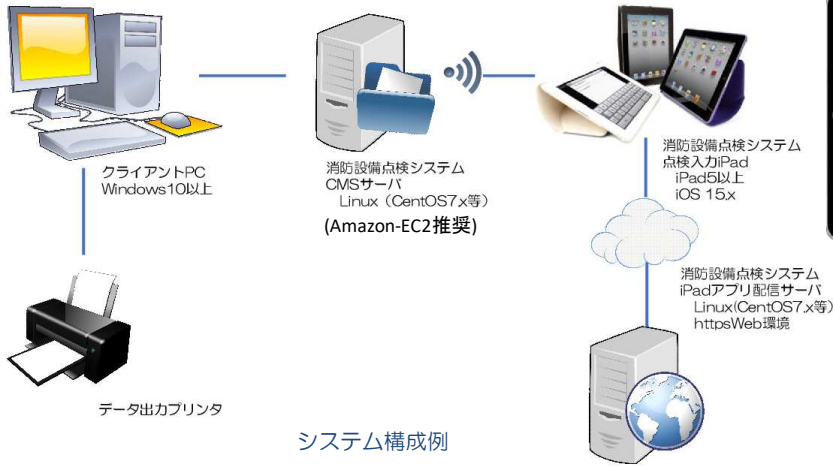 クライアントPC
Windows10以上
消防設備点検システム
CMSサーバ
Linux（CentOS7.x等）
(Amazon-EC2推奨)
消防設備点検システム
点検入力iPad
iPad5以上
iOS 15.x
消防設備点検システム
iPadアプリ配信サーバ
Linux(CentOS7.x等)
httpsWeb環境
データ出力プリンタ
システム構成例